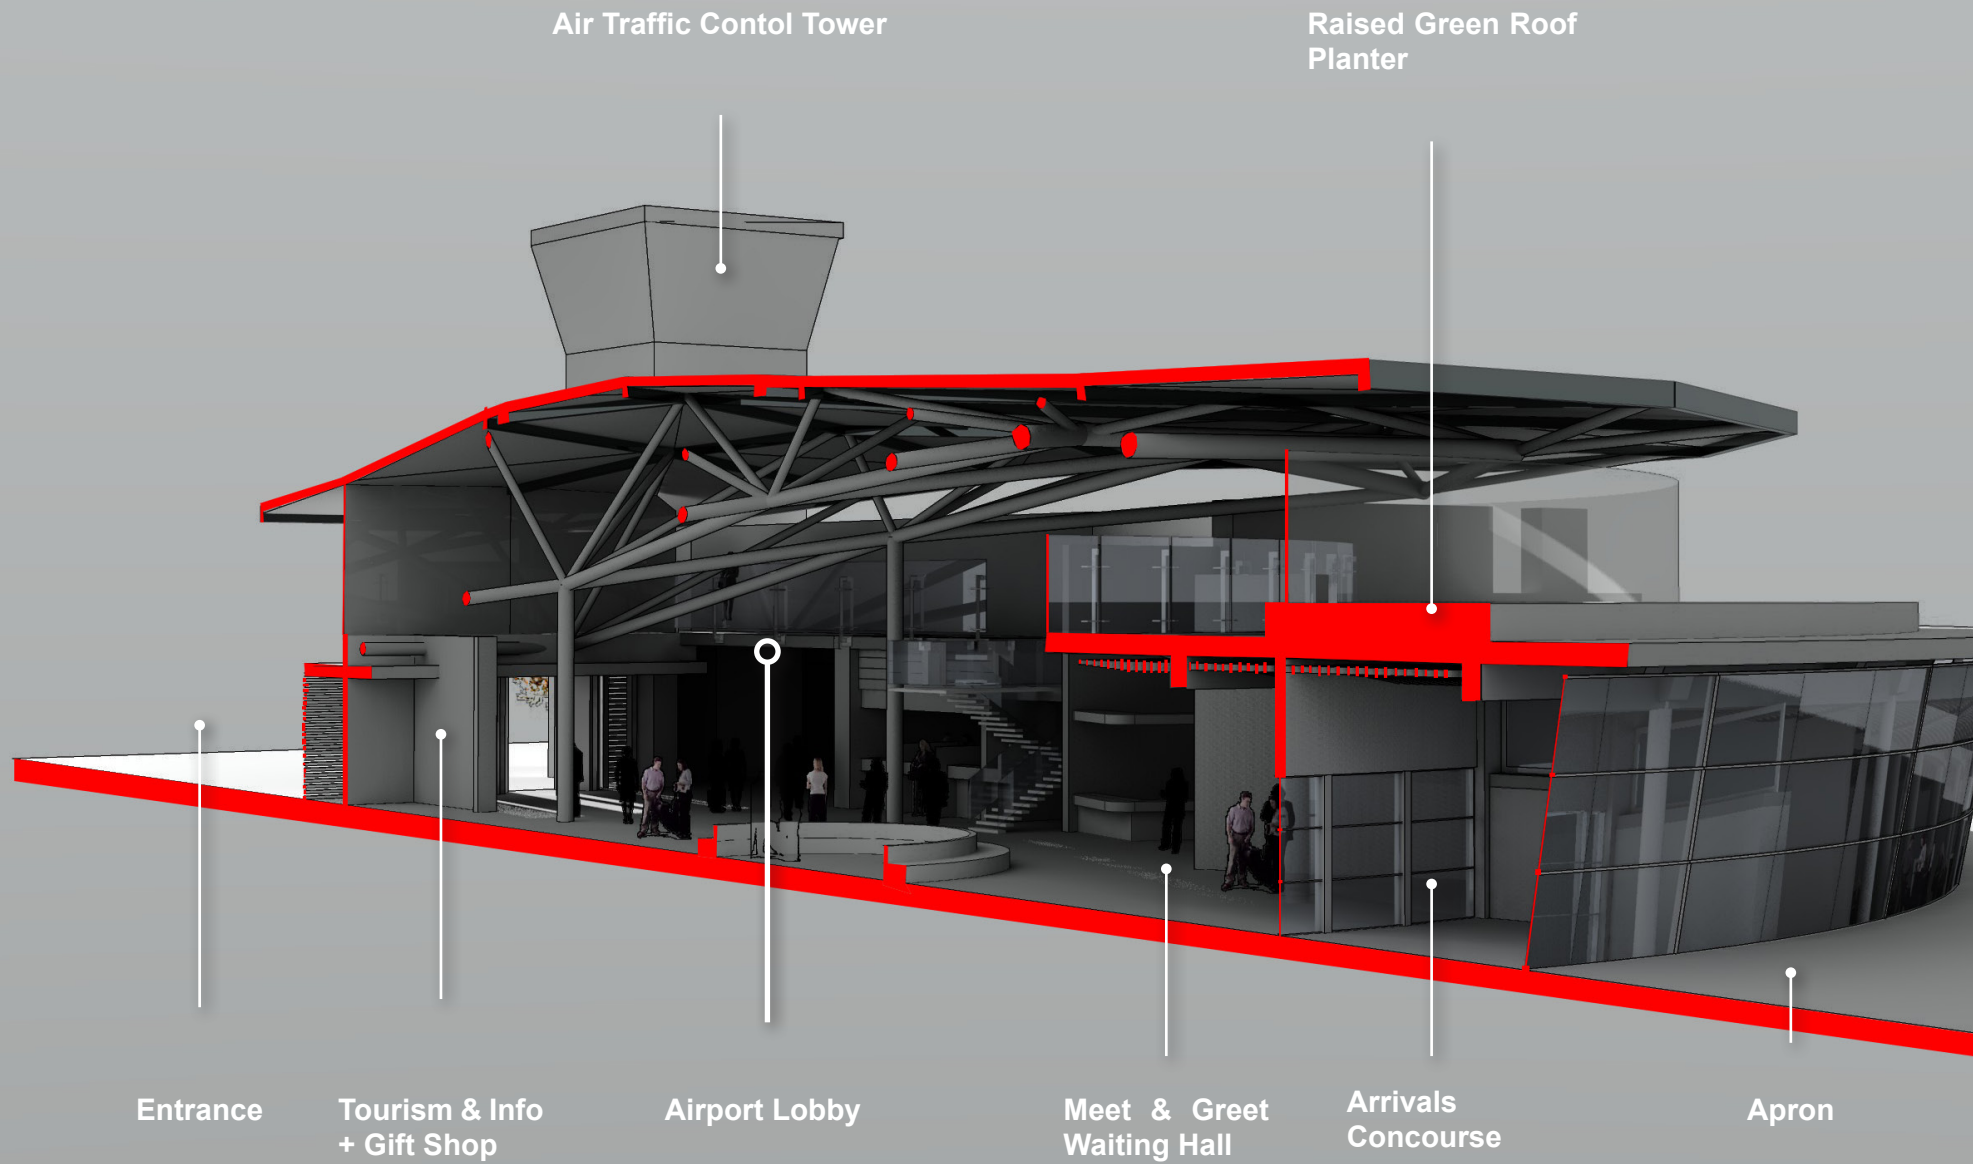 Air Traffic Contol Tower
Raised Green Roof
Planter
Entrance
Tourism & Info
+ Gift Shop
Airport Lobby
Meet & Greet
Waiting Hall
Arrivals
Concourse
Apron